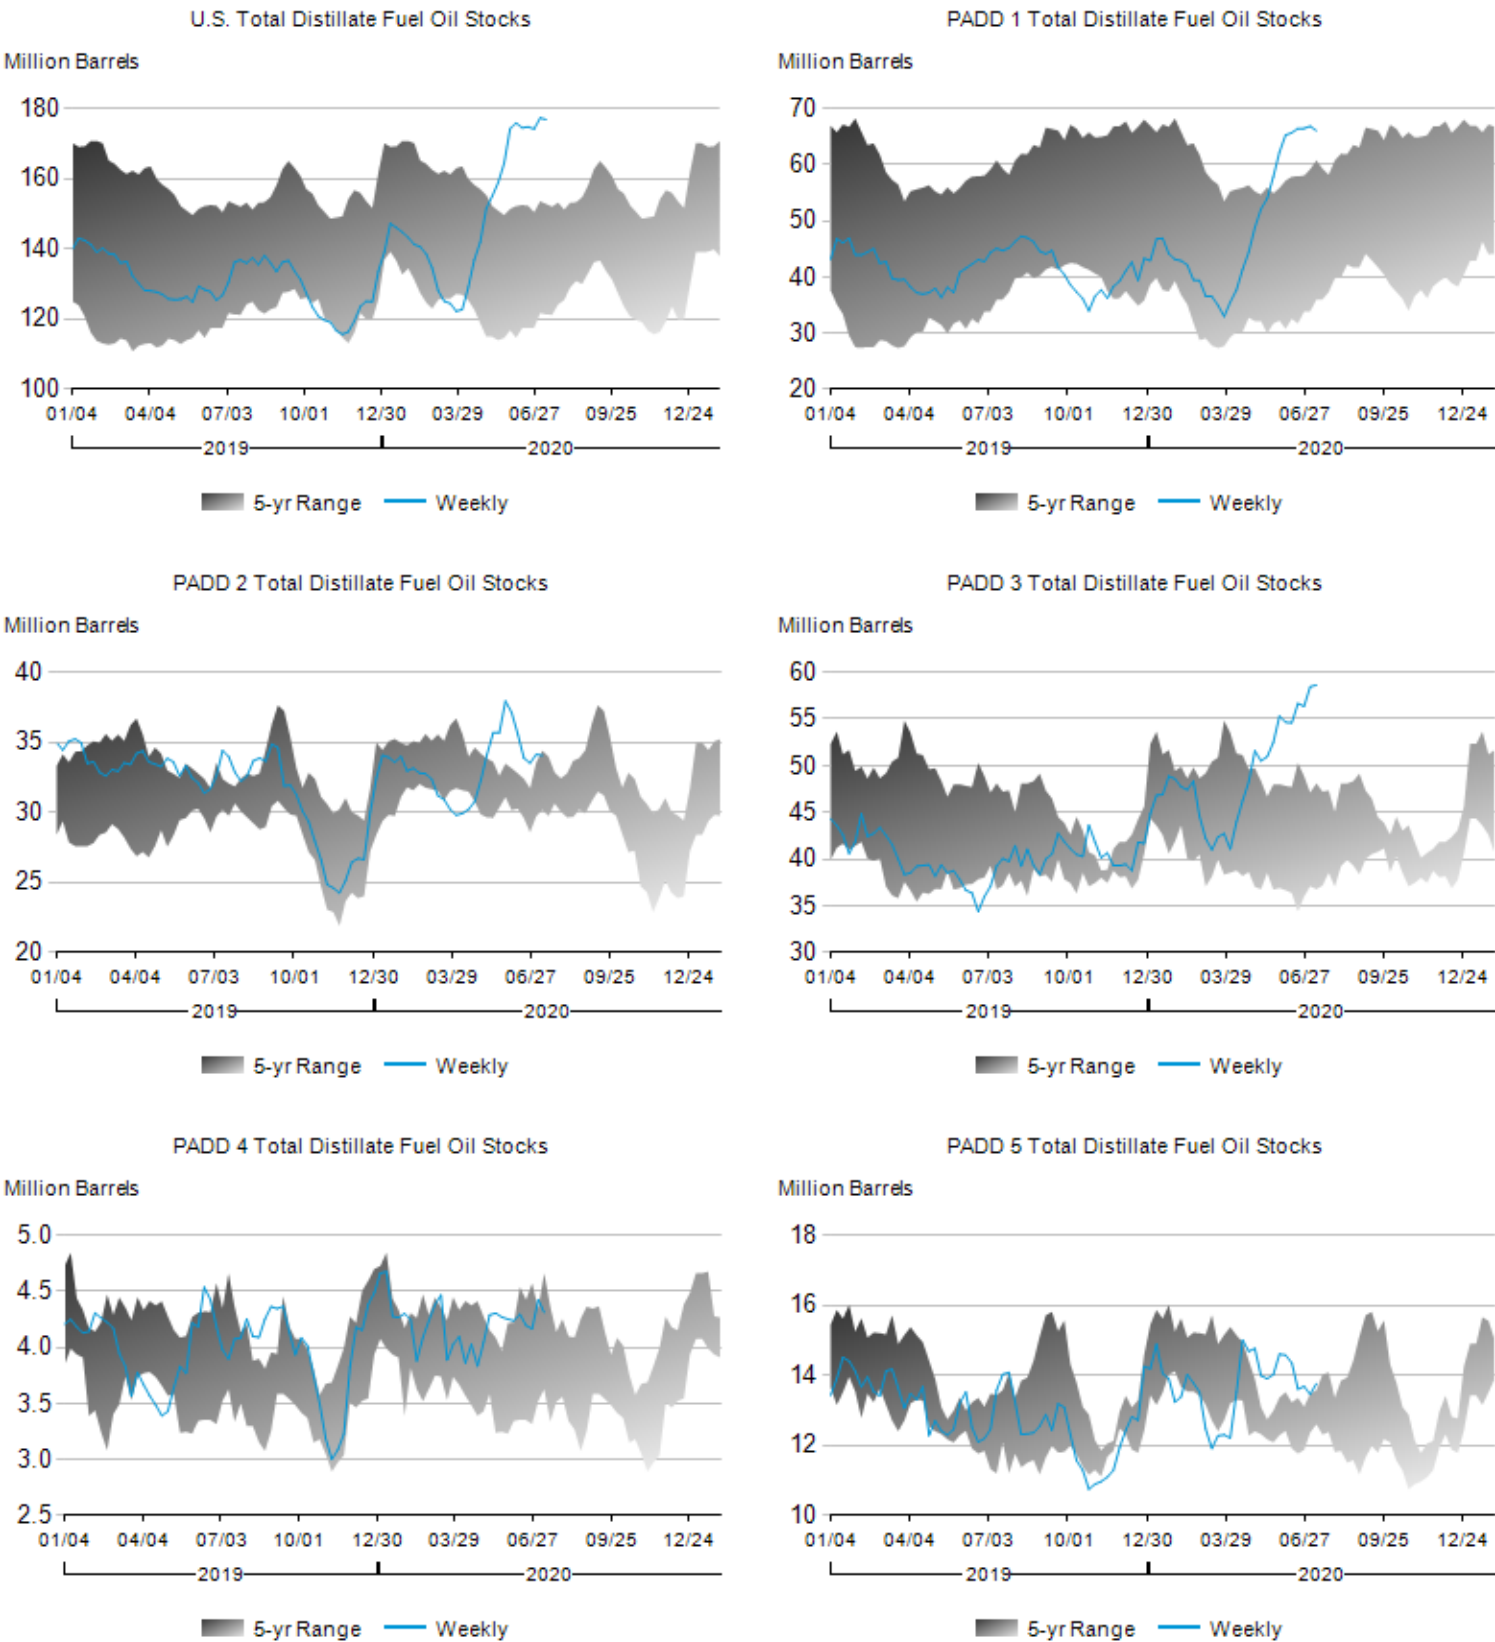 U.S. Total Distillate Fuel Oil Stocks
Million Barrels
180
160
140
120
100
01/04 04/04 07/03 10/01 12/30 03/29 06/27 09/25 12/24
2019 2020
5-yr Range Weekly
PADD 1 Total Distillate Fuel Oil Stocks
Million Barrels
70
60
50
40
30
20
01/04 04/04 07/03 10/01 12/30 03/29 06/27 09/25 12/24
2019 2020
5-yr Range Weekly
PADD 2 Total Distillate Fuel Oil Stocks
Million Barrels
40
35
30
25
20
01/04 04/04 07/03 10/01 12/30 03/29 06/27 09/25 12/24
2019 2020
5-yr Range Weekly
PADD 3 Total Distillate Fuel Oil Stocks
Million Barrels
60
55
50
45
40
35
30
01/04 04/04 07/03 10/01 12/30 03/29 06/27 09/25 12/24
2019 2020
5-yr Range Weekly
PADD 4 Total Distillate Fuel Oil Stocks
Million Barrels
5.0
4.5
4.0
3.5
3.0
2.5
01/04 04/04 07/03 10/01 12/30 03/29 06/27 09/25 12/24
2019 2020
5-yr Range Weekly
PADD 5 Total Distillate Fuel Oil Stocks
Million Barrels
18
16
14
12
10
01/04 04/04 07/03 10/01 12/30 03/29 06/27 09/25 12/24
2019 2020
5-yr Range Weekly